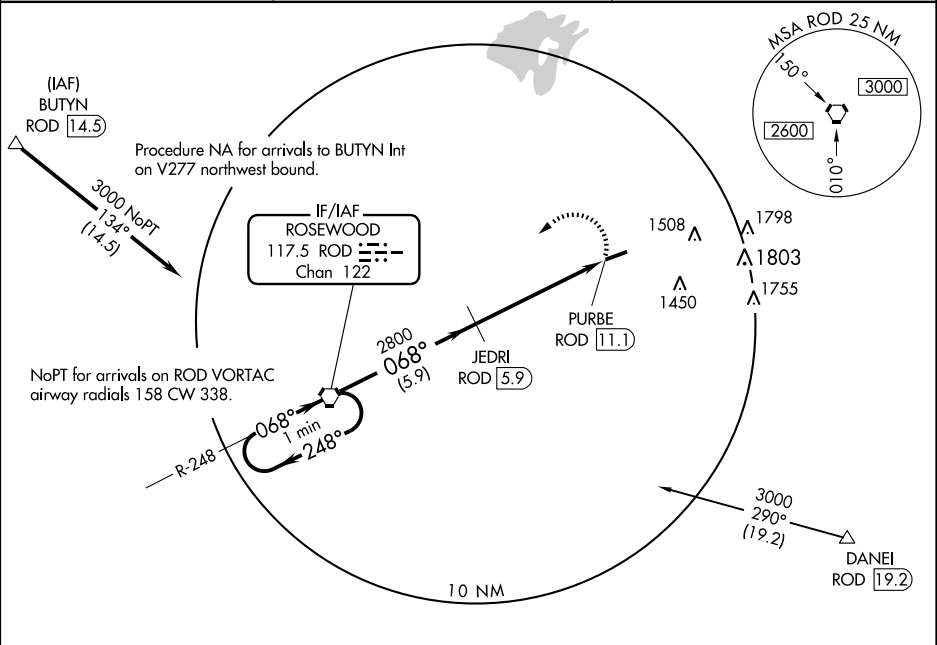 MSA ROD 25 NM
150°
3000
2600
010°
(IAF)
BUTYN
ROD 14.5
3000 NoPT
134°
(14.5)
Procedure NA for arrivals to BUTYN Int
on V277 northwest bound.
IF/IAF
ROSEWOOD
117.5 ROD
Chan 122
1508
1798
1803
1755
1450
PURBE
ROD 11.1
2800
068°
(5.9)
JEDRI
ROD 5.9
NoPT for arrivals on ROD VORTAC
airway radials 158 CW 338.
068°
1 min
248°
R-248
3000
290°
(19.2)
DANEI
ROD 19.2
10 NM